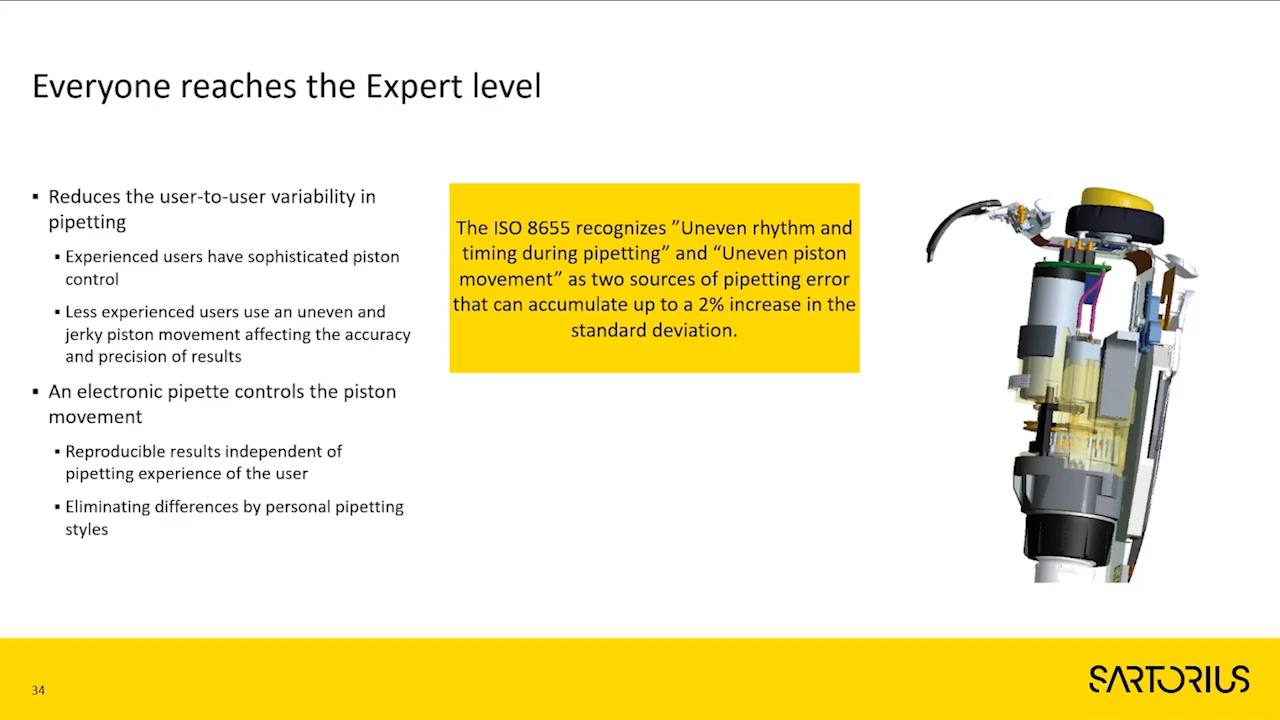 Everyone reaches the Expert level
▪ Reduces the user-to-user variability in
pipetting
▪ Experienced users have sophisticated piston
control
▪ Less experienced users use an uneven and
jerky piston movement affecting the accuracy
and precision of results
▪ An electronic pipette controls the piston
movement
▪ Reproducible results independent of
pipetting experience of the user
▪ Eliminating differences by personal pipetting
styles
The ISO 8655 recognizes ”Uneven rhythm and
timing during pipetting” and “Uneven piston
movement” as two sources of pipetting error
that can accumulate up to a 2% increase in the
standard deviation.
34
SARTORIUS